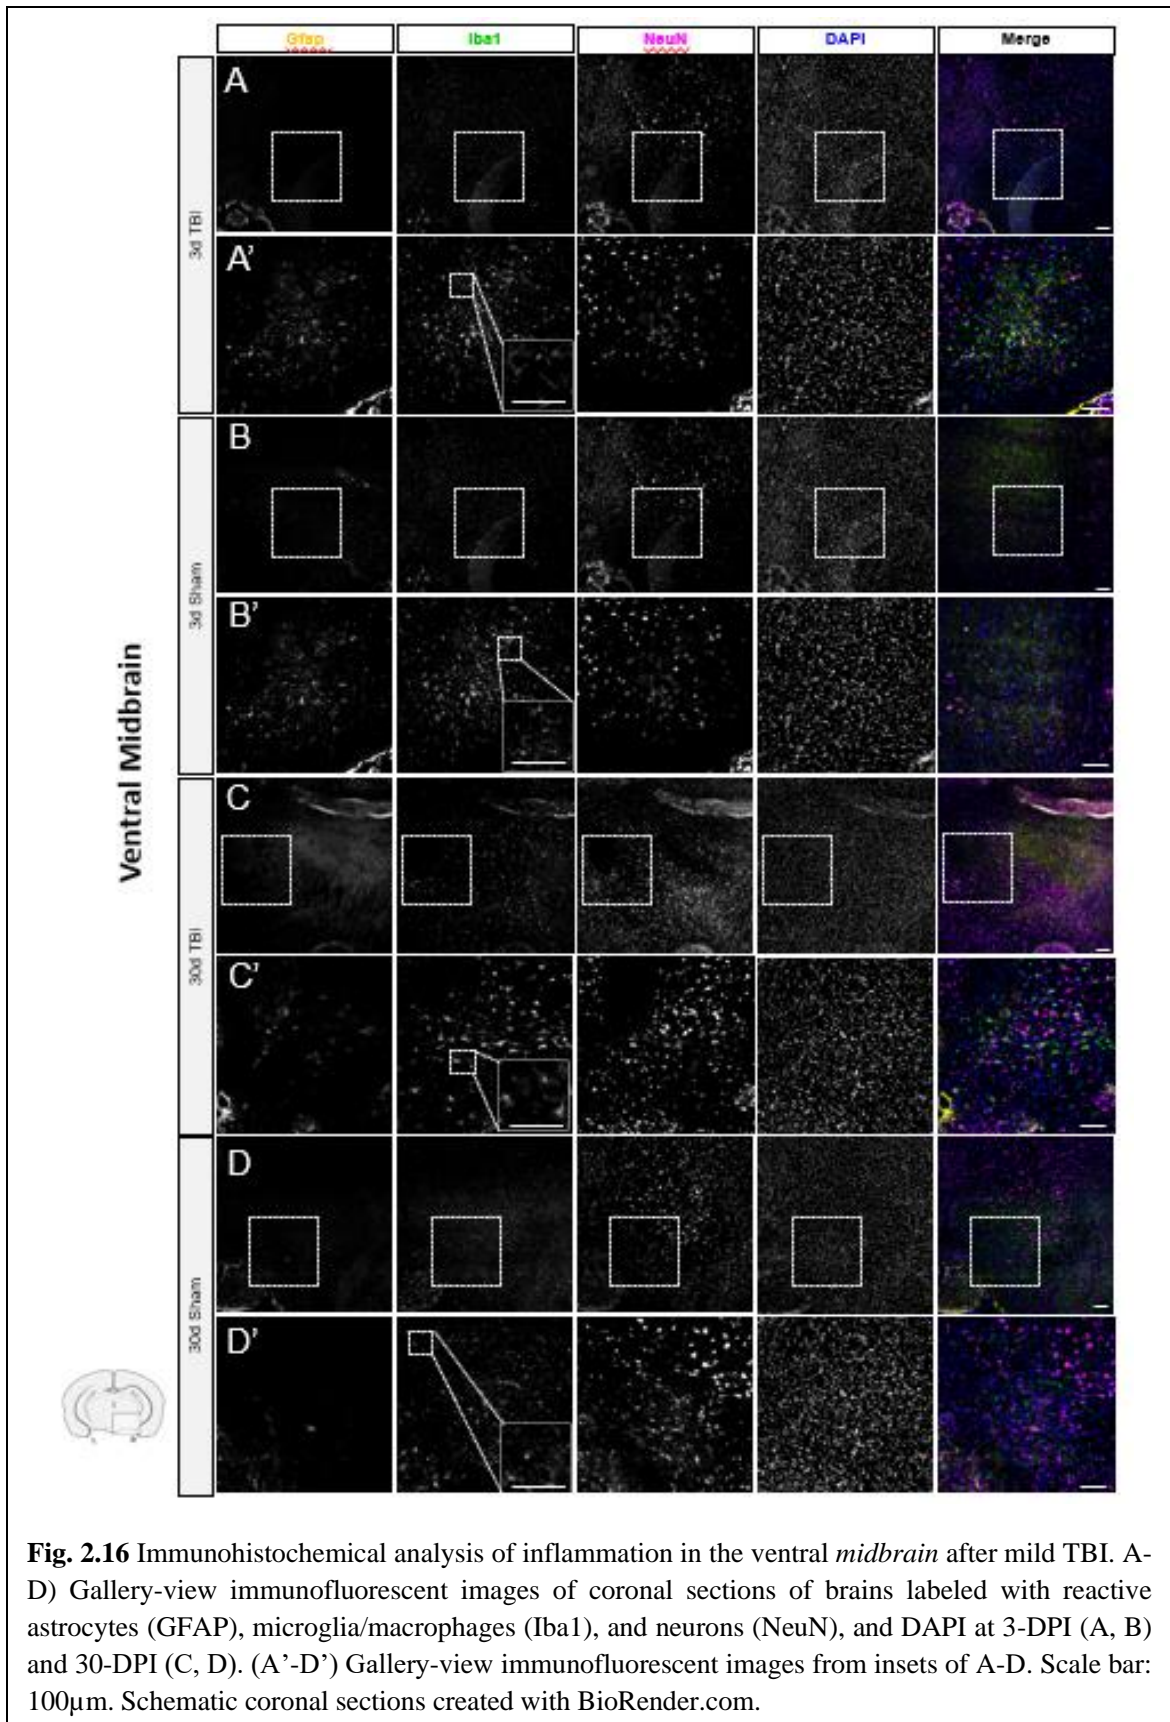 Gfap Iba1 NeuN DAPI Merge
A
3d TBI
A'
B
3d Sham
B'
Ventral Midbrain
C
30d TBI
C'
D
30d Sham
D'
Fig. 2.16 Immunohistochemical analysis of inflammation in the ventral midbrain after mild TBI. A-
D) Gallery-view immunofluorescent images of coronal sections of brains labeled with reactive
astrocytes (GFAP), microglia/macrophages (Iba1), and neurons (NeuN), and DAPI at 3-DPI (A, B)
and 30-DPI (C, D). (A’-D’) Gallery-view immunofluorescent images from insets of A-D. Scale bar:
100µm. Schematic coronal sections created with BioRender.com.